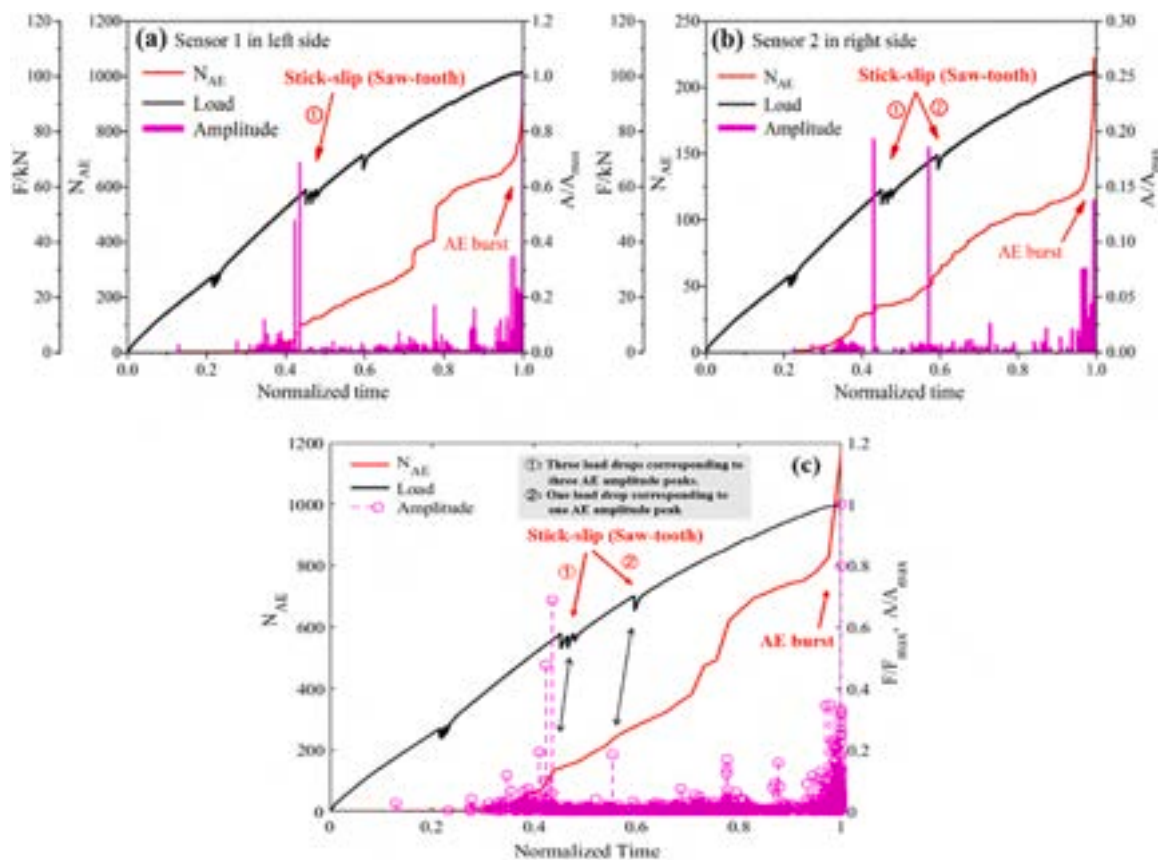 (a) Sensor 1 in left side
N_AE
Load
Amplitude
Stick-slip (Saw-tooth)
①
AE burst
F/kN
0
20
40
60
80
100
120
N_AE
0
200
400
600
800
1000
1200
A/A_max
0.0
0.2
0.4
0.6
0.8
1.0
1.2
0.0
0.2
0.4
0.6
0.8
1.0
Normalized time
(b) Sensor 2 in right side
N_AE
Load
Amplitude
Stick-slip (Saw-tooth)
① ②
AE burst
F/kN
0
20
40
60
80
100
120
N_AE
0
50
75
100
125
150
200
250
A/A_max
0.00
0.05
0.10
0.15
0.20
0.25
0.30
0.0
0.2
0.4
0.6
0.8
1.0
Normalized time
(c)
N_AE
Load
Amplitude
①: Three load drops corresponding to
three AE amplitude peaks.
②: One load drop corresponding to
one AE amplitude peak
Stick-slip (Saw-tooth)
① ②
AE burst
N_AE
0
200
400
600
800
1000
1200
F/F_max, A/A_max
0
0.2
0.4
0.6
0.8
1
1.2
0
0.2
0.4
0.6
0.8
1
Normalized Time